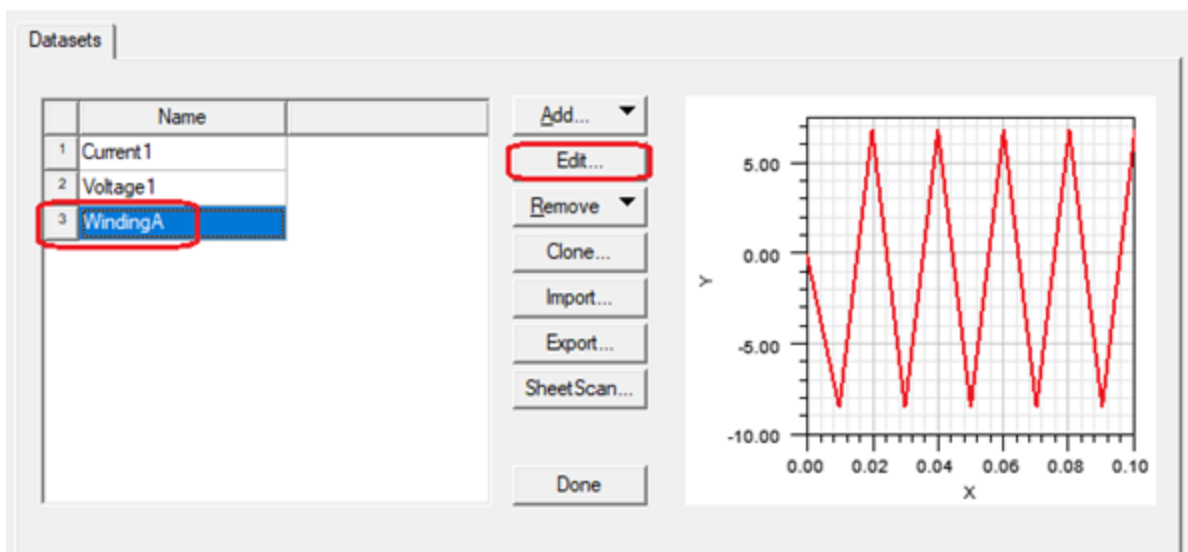 Datasets
Name
1 Current1
2 Voltage1
3 WindingA
Add...
Edit...
Remove
Clone...
Import...
Export...
SheetScan...
Done
Y
5.00
0.00
-5.00
-10.00
0.00 0.02 0.04 0.06 0.08 0.10
X